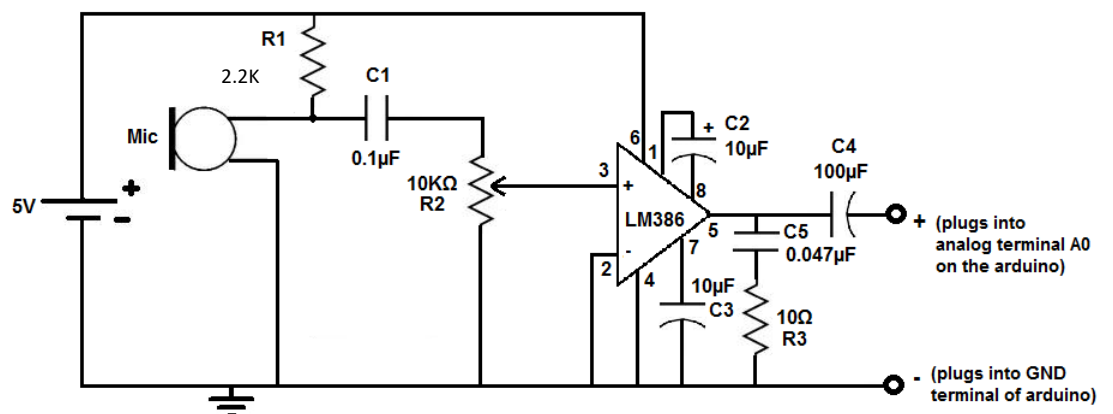 R1
2.2K
C1
Mic
0.1µF
+
-
5V
10KΩ
R2
6
1
+ C2
10µF
3
+
8
LM386
5
-
2
7
4
10µF
C3
C4
100µF
C5
0.047µF
10Ω
R3
+ (plugs into
analog terminal A0
on the arduino)
- (plugs into GND
terminal of arduino)